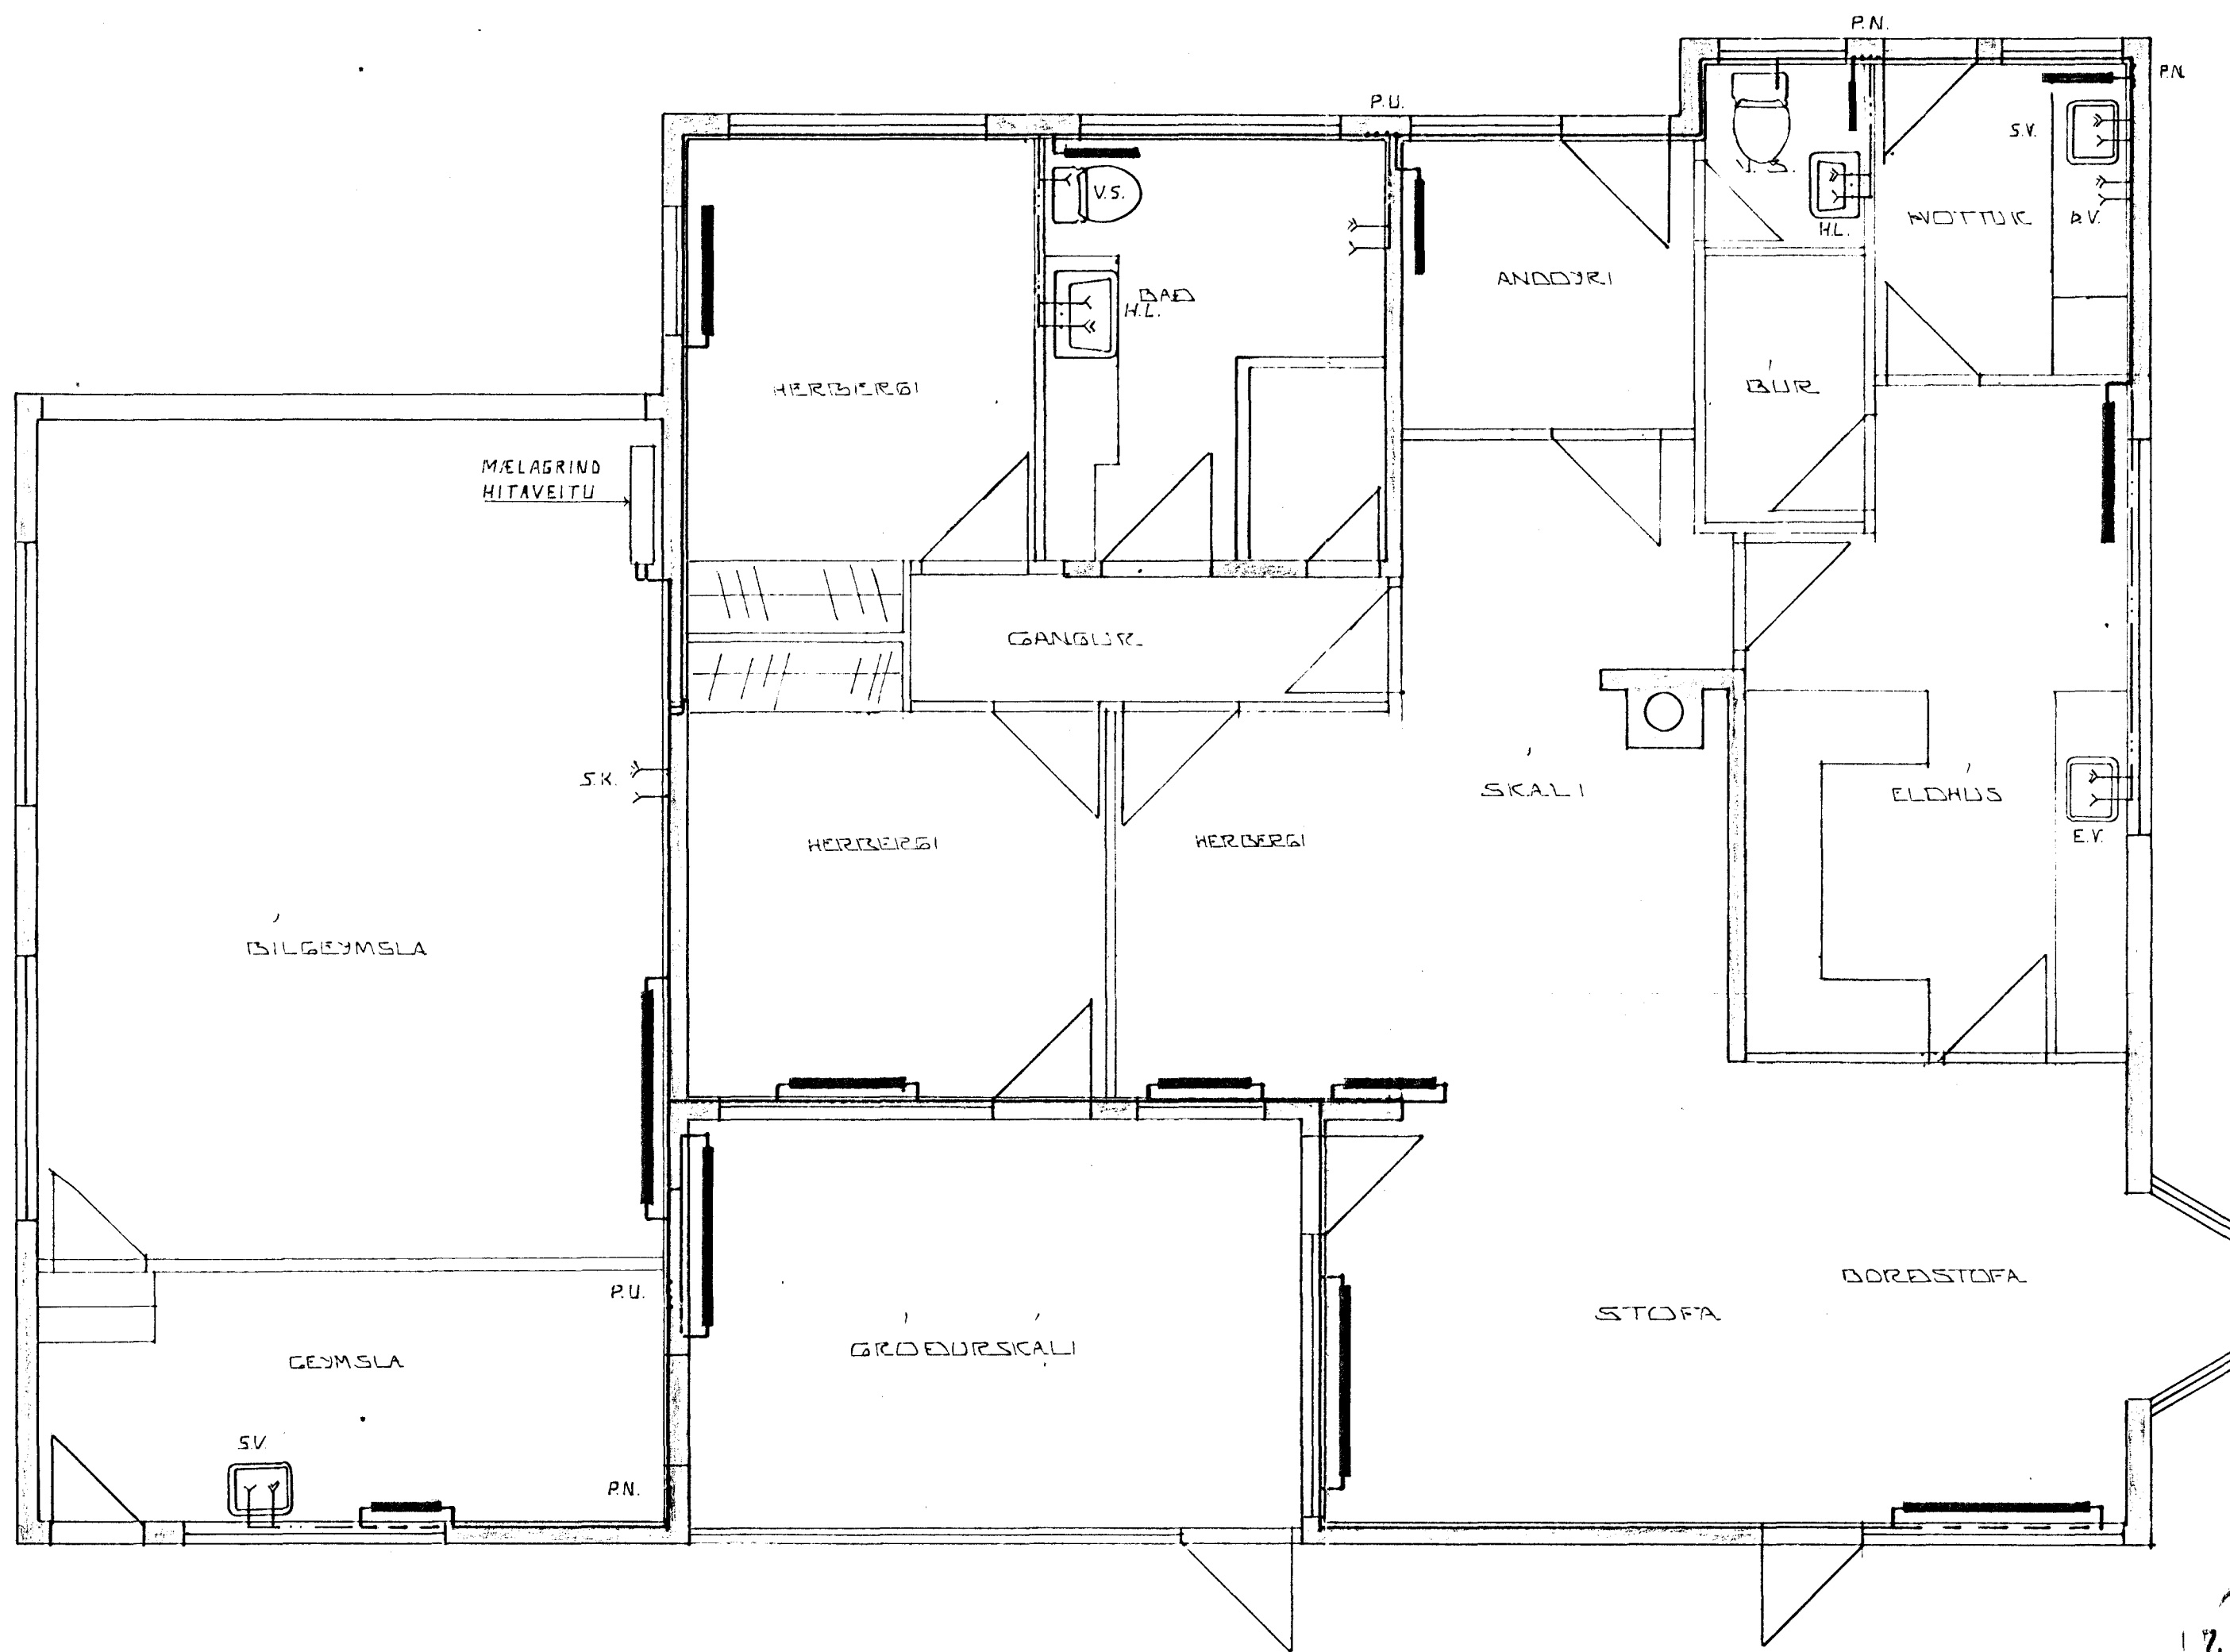 P.N.
P.N.
P.U.
S.V.
V.S.
V.S.
ÞVOTTUR
Þ.V.
H.L.
ANDDYRI
BAÐ
H.L.
HERBERGI
BÚR
MÆLAGRIND
HITAVEITU
GANGUR
S.K.
SKÁLI
ELDHÚS
E.V.
HERBERGI
HERBERGI
BÍLGEYMSLA
P.U.
BORÐSTOFA
STOFA
GRÓÐURSKÁLI
GEYMSLA
S.V.
P.N.